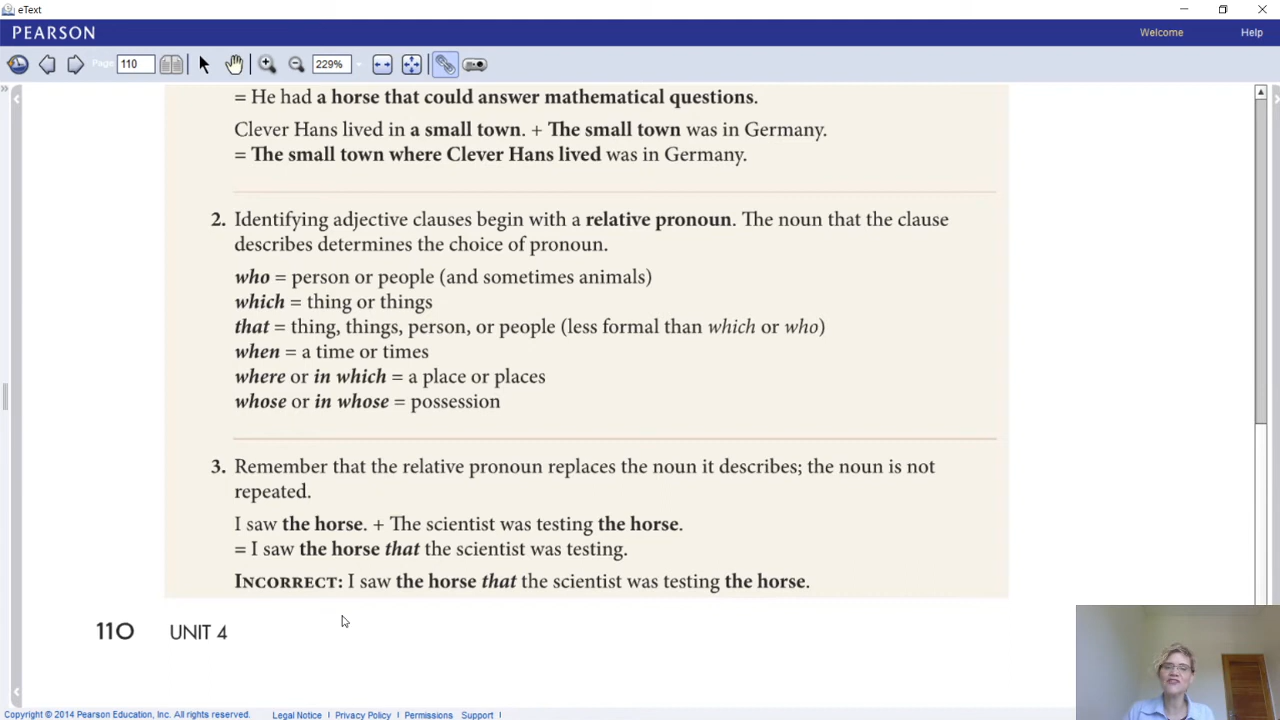 eText
PEARSON
Welcome
Help
Page 110
229%
= He had a horse that could answer mathematical questions.
Clever Hans lived in a small town. + The small town was in Germany.
= The small town where Clever Hans lived was in Germany.
2. Identifying adjective clauses begin with a relative pronoun. The noun that the clause
describes determines the choice of pronoun.
who = person or people (and sometimes animals)
which = thing or things
that = thing, things, person, or people (less formal than which or who)
when = a time or times
where or in which = a place or places
whose or in whose = possession
3. Remember that the relative pronoun replaces the noun it describes; the noun is not
repeated.
I saw the horse. + The scientist was testing the horse.
= I saw the horse that the scientist was testing.
INCORRECT: I saw the horse that the scientist was testing the horse.
110 UNIT 4
Copyright © 2014 Pearson Education, Inc. All rights reserved. Legal Notice | Privacy Policy | Permissions Support |